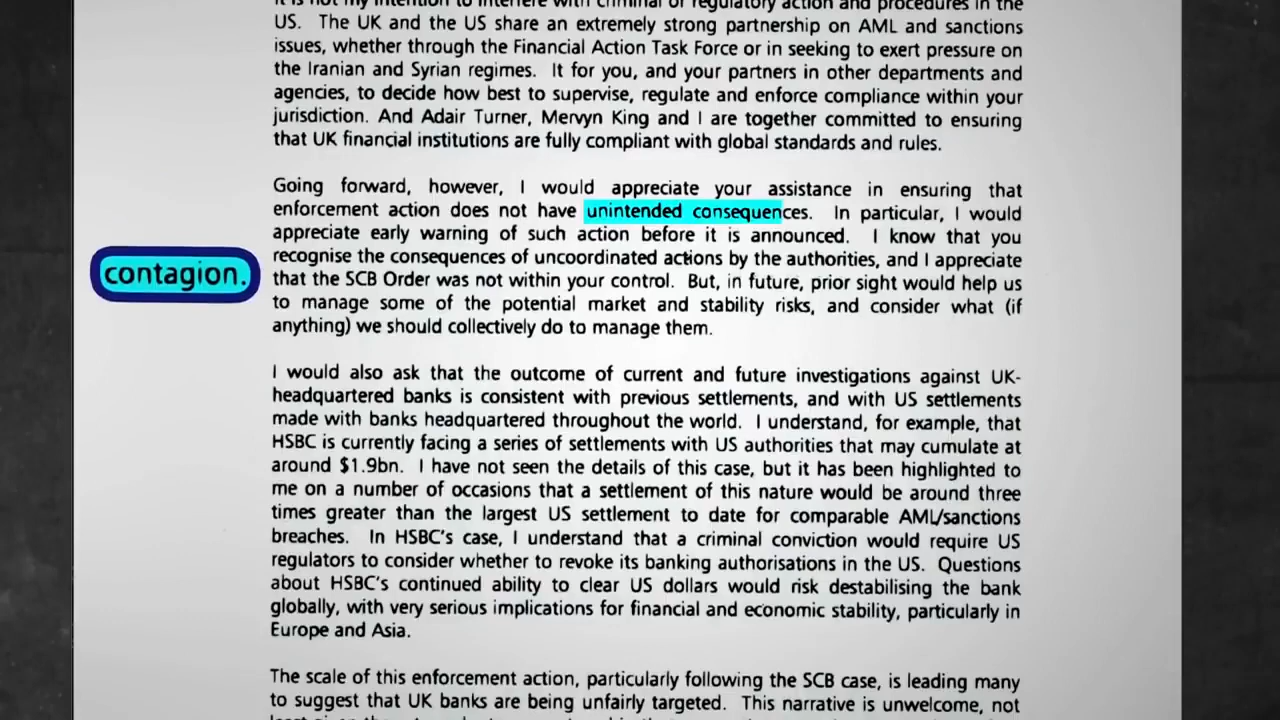 It is not my intention to interfere with criminal or regulatory action and procedures in the
US. The UK and the US share an extremely strong partnership on AML and sanctions
issues, whether through the Financial Action Task Force or in seeking to exert pressure on
the Iranian and Syrian regimes. It for you, and your partners in other departments and
agencies, to decide how best to supervise, regulate and enforce compliance within your
jurisdiction. And Adair Turner, Mervyn King and I are together committed to ensuring
that UK financial institutions are fully compliant with global standards and rules.
Going forward, however, I would appreciate your assistance in ensuring that
enforcement action does not have unintended consequences. In particular, I would
appreciate early warning of such action before it is announced. I know that you
recognise the consequences of uncoordinated actions by the authorities, and I appreciate
contagion.
that the SCB Order was not within your control. But, in future, prior sight would help us
to manage some of the potential market and stability risks, and consider what (if
anything) we should collectively do to manage them.
I would also ask that the outcome of current and future investigations against UK-
headquartered banks is consistent with previous settlements, and with US settlements
made with banks headquartered throughout the world. I understand, for example, that
HSBC is currently facing a series of settlements with US authorities that may cumulate at
around $1.9bn. I have not seen the details of this case, but it has been highlighted to
me on a number of occasions that a settlement of this nature would be around three
times greater than the largest US settlement to date for comparable AML/sanctions
breaches. In HSBC's case, I understand that a criminal conviction would require US
regulators to consider whether to revoke its banking authorisations in the US. Questions
about HSBC's continued ability to clear US dollars would risk destabilising the bank
globally, with very serious implications for financial and economic stability, particularly in
Europe and Asia.
The scale of this enforcement action, particularly following the SCB case, is leading many
to suggest that UK banks are being unfairly targeted. This narrative is unwelcome, not